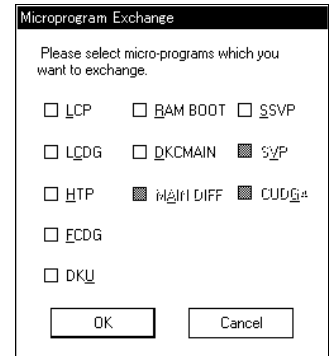 Microprogram Exchange
Please select micro-programs which you
want to exchange.
LCP RAM BOOT SSVP
LCDG DKCMAIN SVP
HTP MAIN DIFF CUDG4
FCDG
DKU
OK Cancel